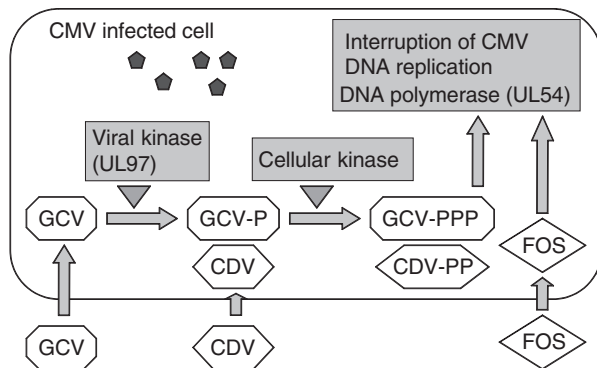 CMV infected cell
Interruption of CMV
DNA replication
DNA polymerase (UL54)
Viral kinase
(UL97)
Cellular kinase
GCV
GCV-P
GCV-PPP
CDV
CDV-PP
FOS
GCV
CDV
FOS